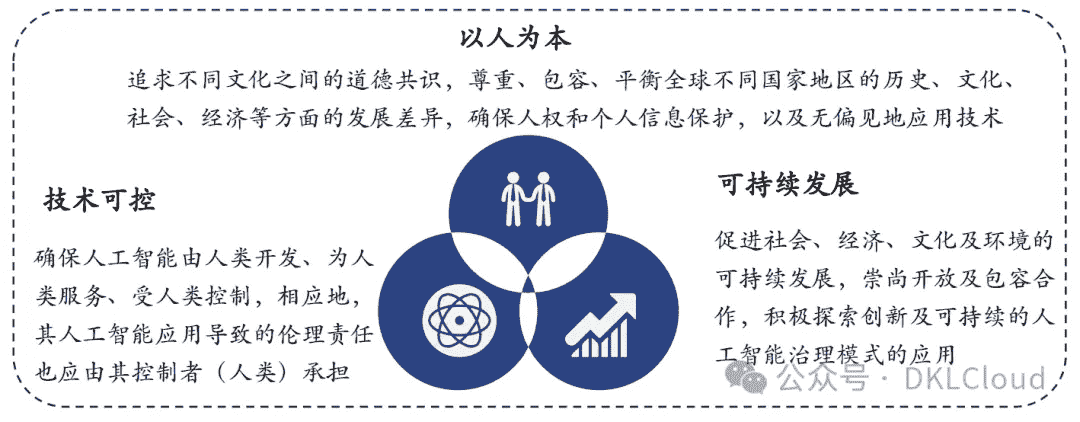 以人为本
追求不同文化之间的道德共识，尊重、包容、平衡全球不同国家地区的历史、文化、
社会、经济等方面的发展差异，确保人权和个人信息保护，以及无偏见地应用技术
技术可控
确保人工智能由人类开发、为人
类服务、受人类控制，相应地，
其人工智能应用导致的伦理责任
也应由其控制者（人类）承担
可持续发展
促进社会、经济、文化及环境的
可持续发展，崇尚开放及包容合
作，积极探索创新及可持续的人
工智能治理模式的应用
公众号·DKLCloud